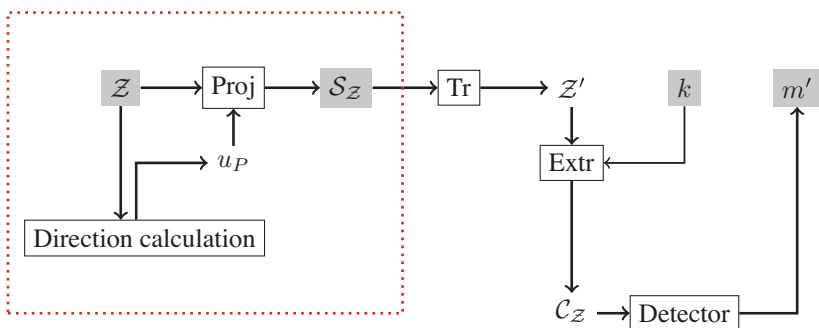 𝒵 Proj 𝒮_𝒵 Tr 𝒵′ k m′
u_P Extr
Direction calculation
𝒞_𝒵 Detector